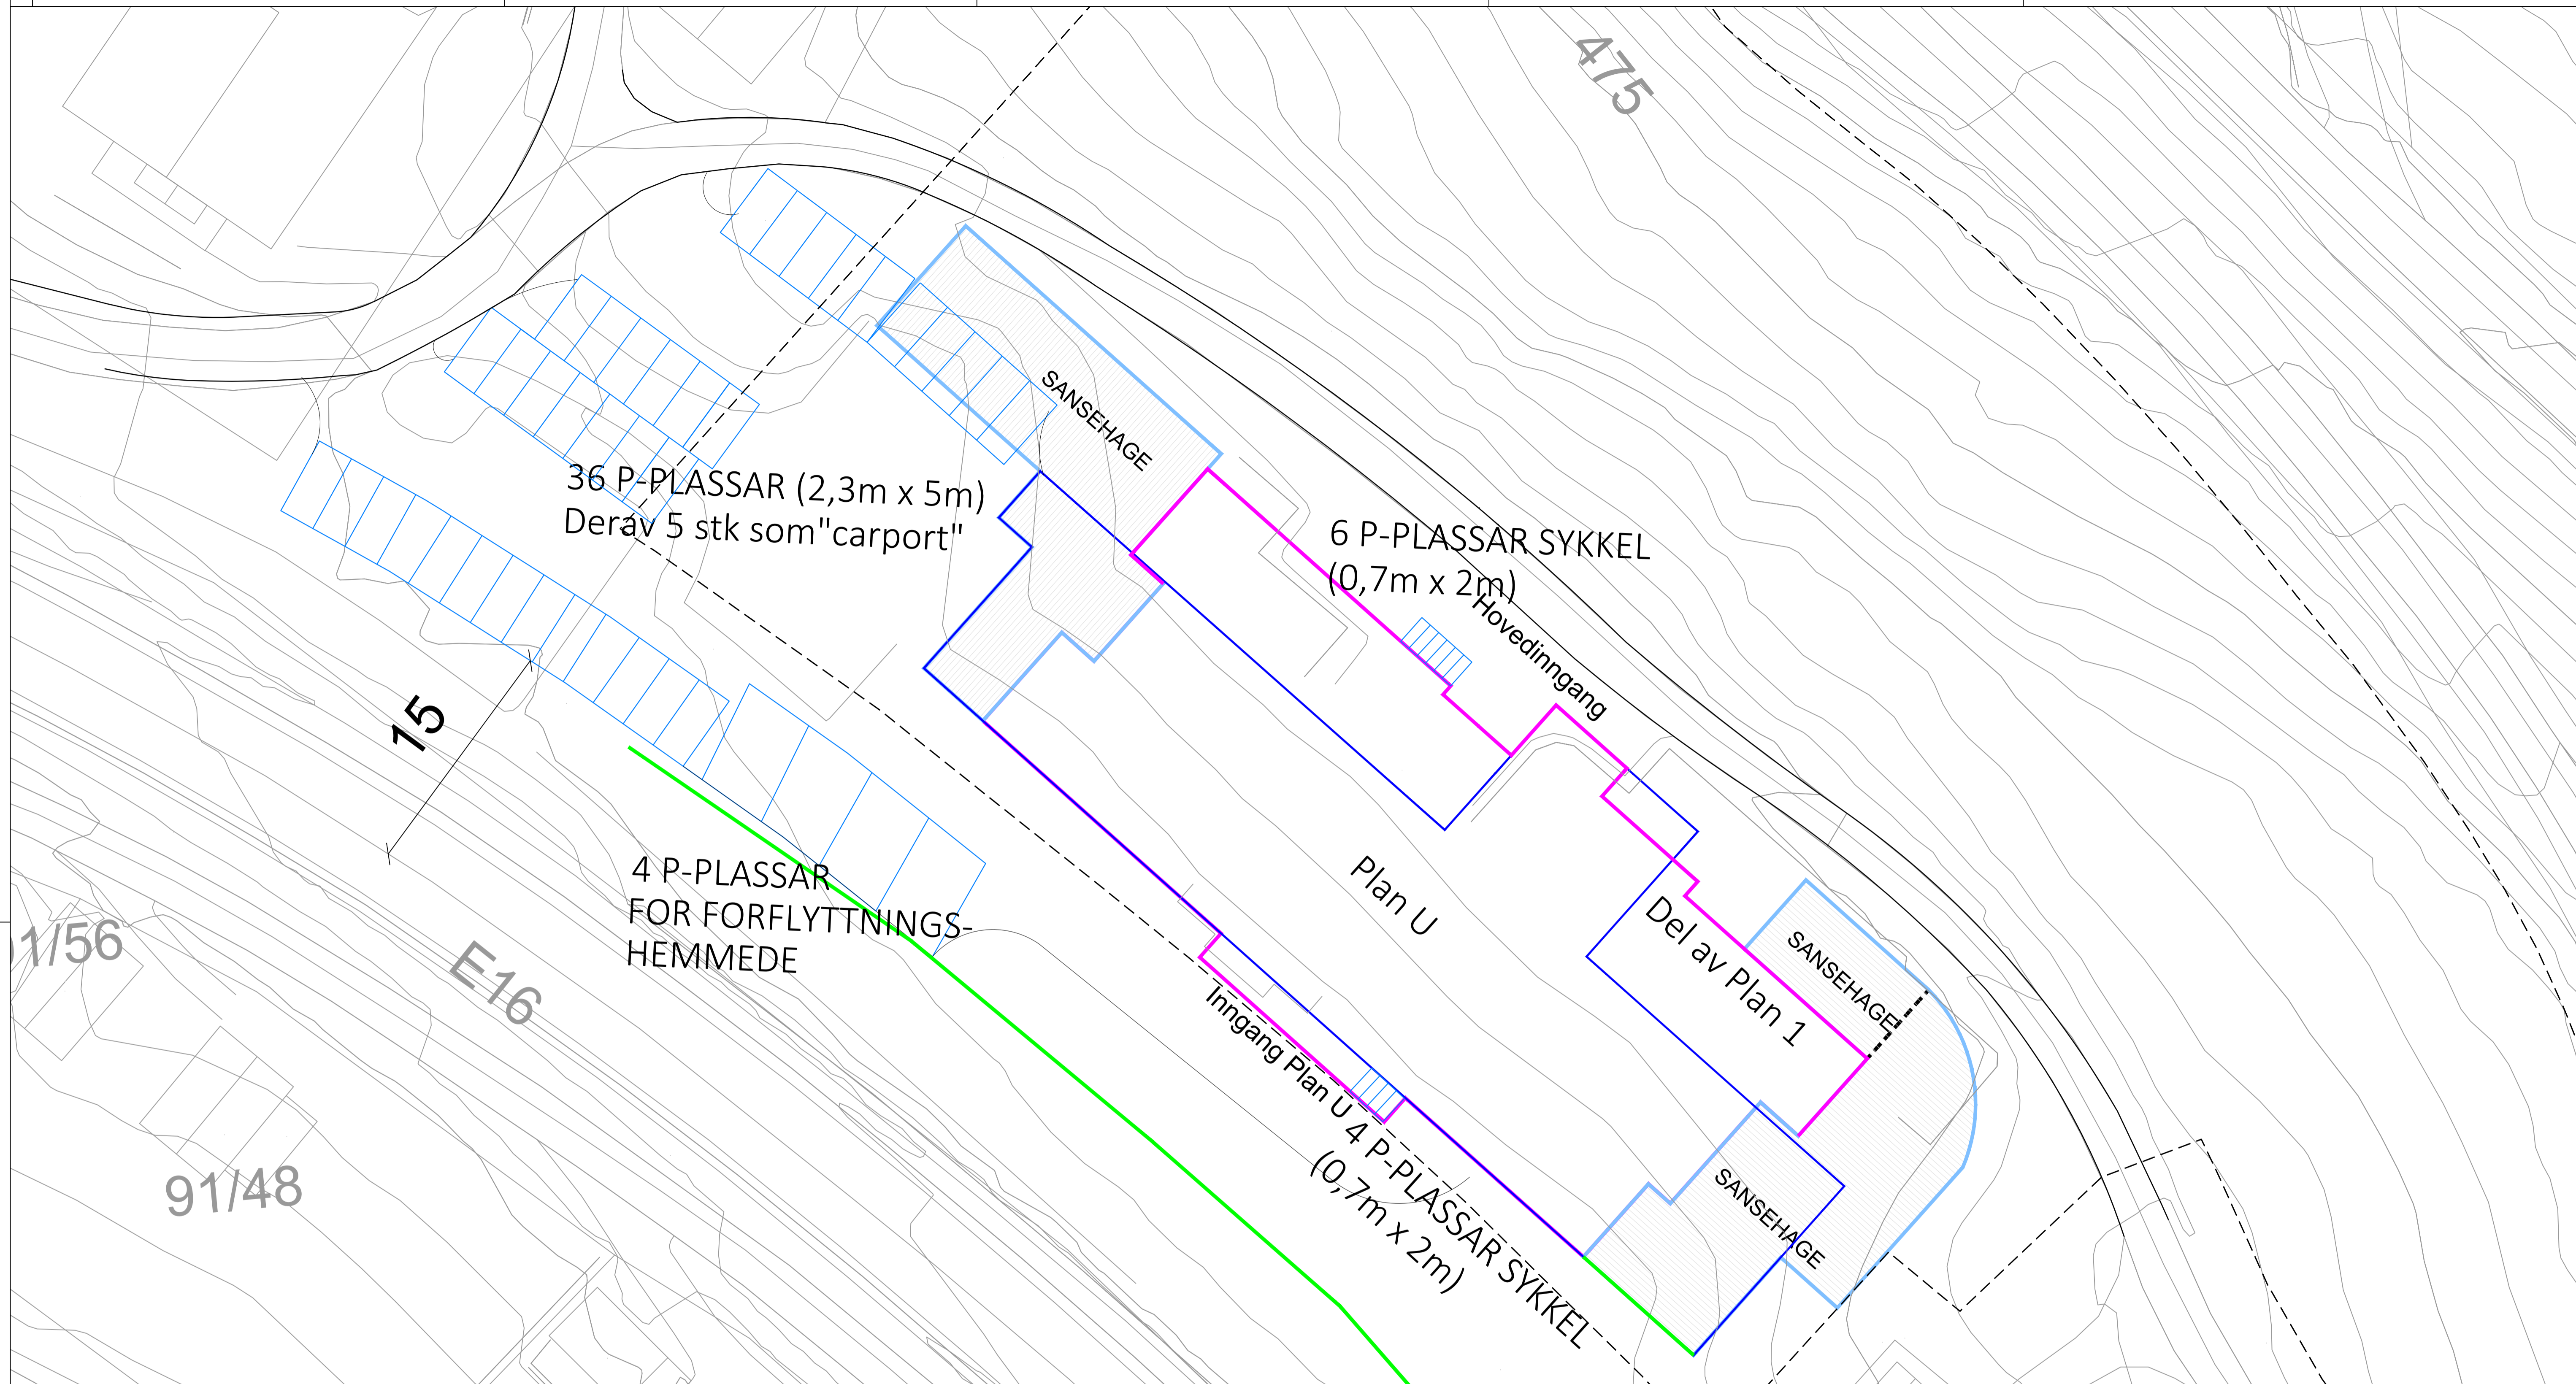 475
SANSEHAGE
36 P-PLASSAR (2,3m x 5m)
Derav 5 stk som"carport"
6 P-PLASSAR SYKKEL
(0,7m x 2m)
Hovedinngang
15
4 P-PLASSAR
FOR FORFLYTTNINGS-
HEMMEDE
Plan U
Del av Plan 1
SANSEHAGE
91/56
E16
Inngang Plan U
4 P-PLASSAR SYKKEL
(0,7m x 2m)
SANSEHAGE
91/48